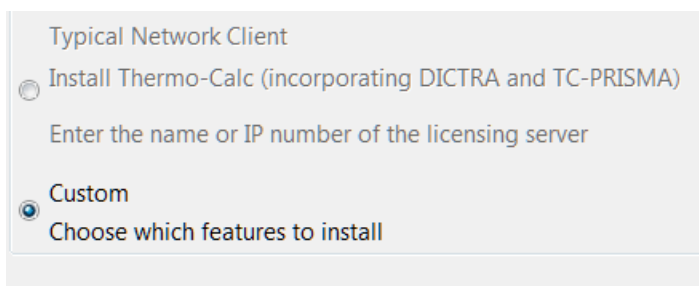 Typical Network Client
Install Thermo-Calc (incorporating DICTRA and TC-PRISMA)
Enter the name or IP number of the licensing server
Custom
Choose which features to install